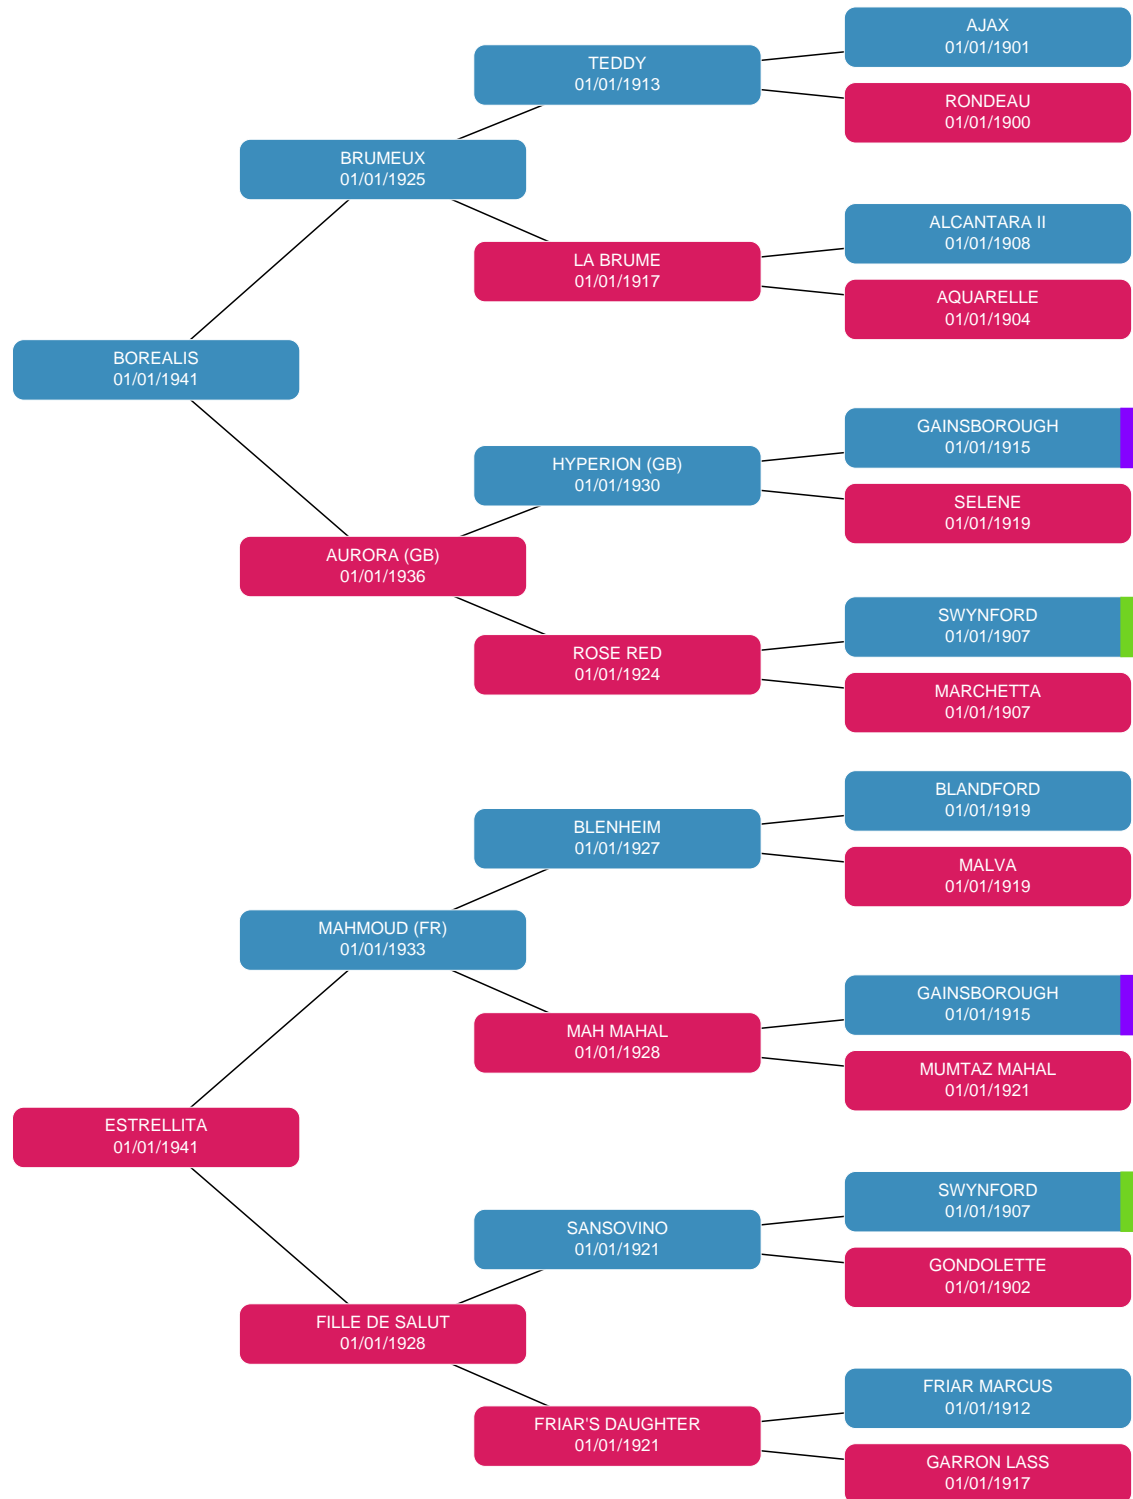 AJAX
01/01/1901
TEDDY
01/01/1913
RONDEAU
01/01/1900
BRUMEUX
01/01/1925
ALCANTARA II
01/01/1908
LA BRUME
01/01/1917
AQUARELLE
01/01/1904
BOREALIS
01/01/1941
GAINSBOROUGH
01/01/1915
HYPERION (GB)
01/01/1930
SELENE
01/01/1919
AURORA (GB)
01/01/1936
SWYNFORD
01/01/1907
ROSE RED
01/01/1924
MARCHETTA
01/01/1907
BLANDFORD
01/01/1919
BLENHEIM
01/01/1927
MALVA
01/01/1919
MAHMOUD (FR)
01/01/1933
GAINSBOROUGH
01/01/1915
MAH MAHAL
01/01/1928
MUMTAZ MAHAL
01/01/1921
ESTRELLITA
01/01/1941
SWYNFORD
01/01/1907
SANSOVINO
01/01/1921
GONDOLETTE
01/01/1902
FILLE DE SALUT
01/01/1928
FRIAR MARCUS
01/01/1912
FRIAR'S DAUGHTER
01/01/1921
GARRON LASS
01/01/1917